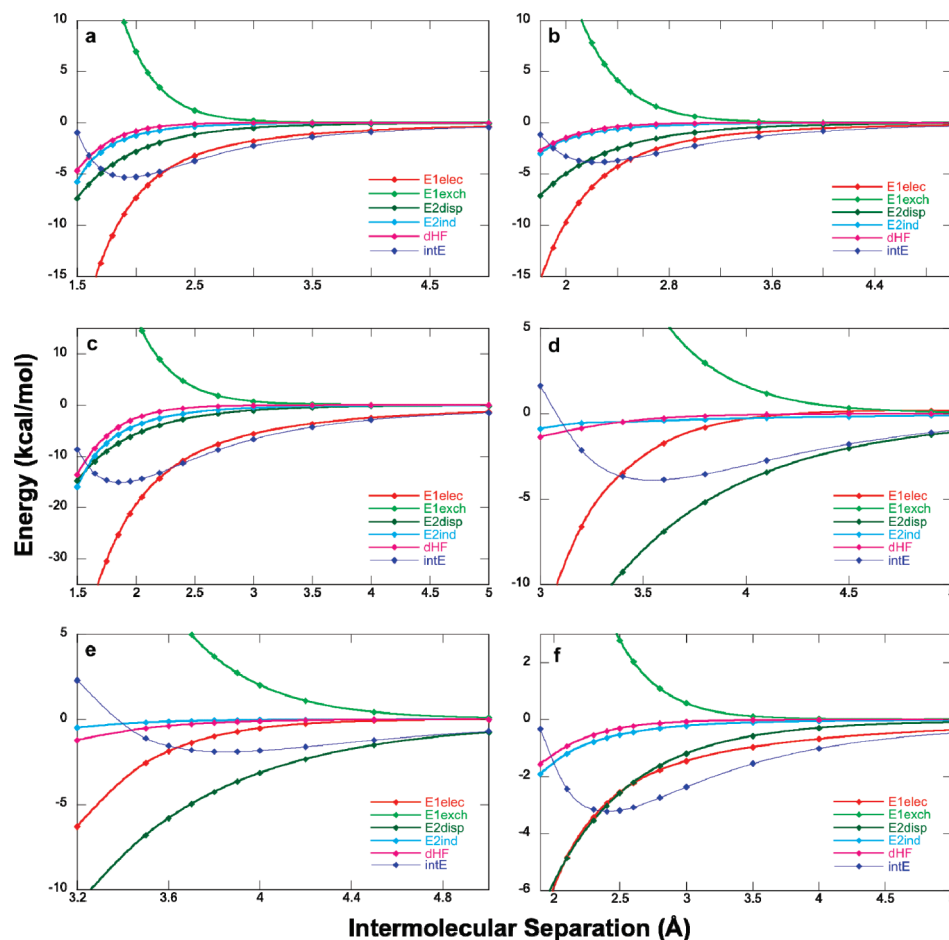 a
10
5
0
-5
-10
-15
1.5
2.5
3.5
4.5
E1elec
E1exch
E2disp
E2ind
dHF
intE
b
10
5
0
-5
-10
-15
2
2.8
3.6
4.4
E1elec
E1exch
E2disp
E2ind
dHF
intE
Energy (kcal/mol)
c
10
0
-10
-20
-30
1.5
2
2.5
3
3.5
4
4.5
5
E1elec
E1exch
E2disp
E2ind
dHF
intE
d
5
0
-5
-10
3
3.5
4
4.5
E1elec
E1exch
E2disp
E2ind
dHF
intE
e
5
0
-5
-10
3.2
3.6
4
4.4
4.8
E1elec
E1exch
E2disp
E2ind
dHF
intE
f
2
0
-2
-4
-6
2
2.5
3
3.5
4
4.5
E1elec
E1exch
E2disp
E2ind
dHF
intE
Intermolecular Separation (Å)